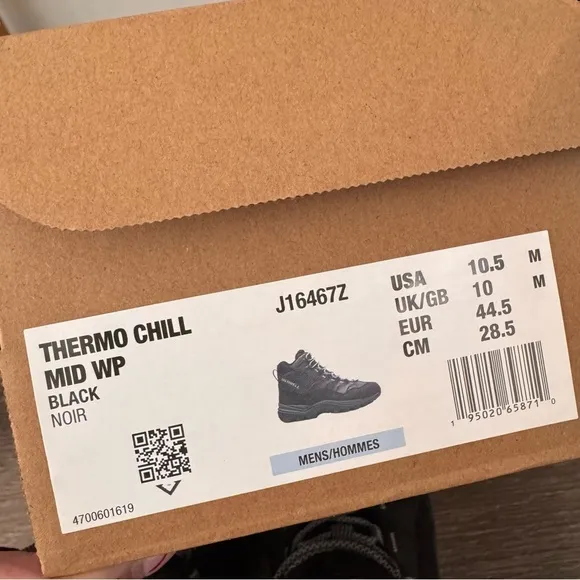 THERMO CHILL
MID WP
BLACK
NOIR
4700601619
J16467Z
MENS/HOMMES
USA 10.5 M
UK/GB 10 M
EUR 44.5
CM 28.5
1 95020 65871 0